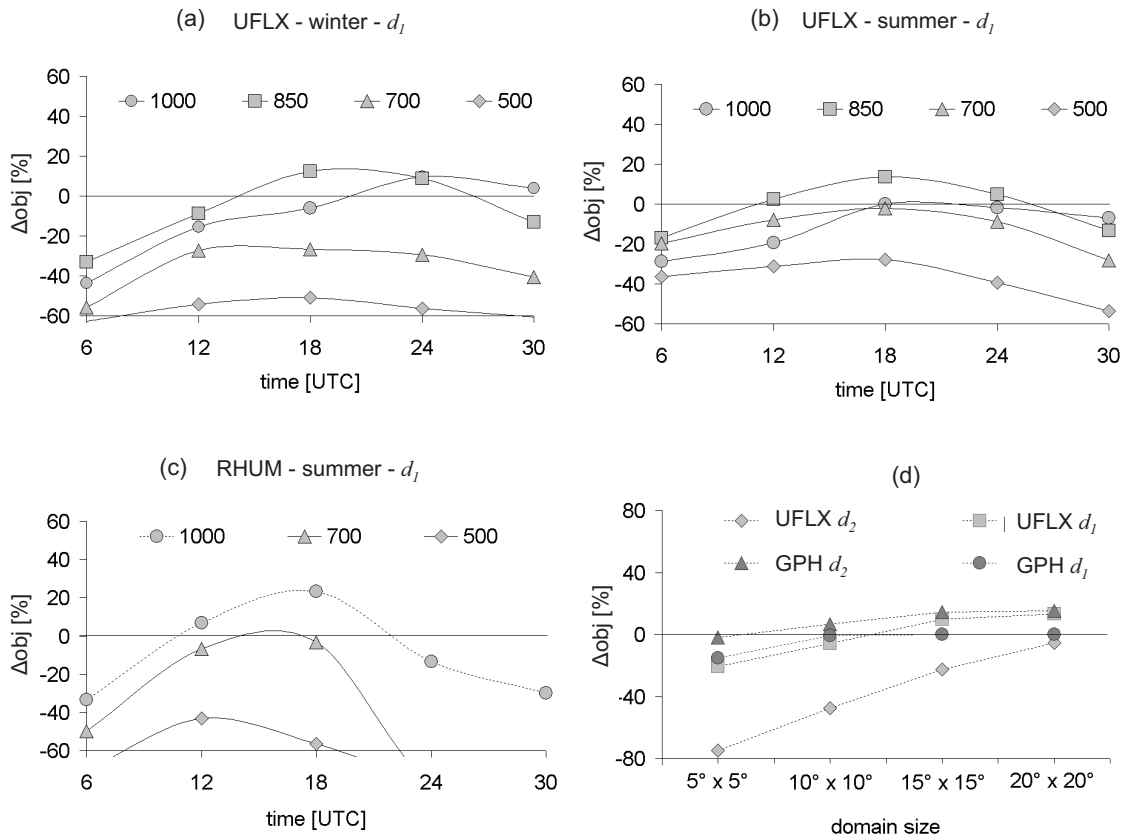 (a) UFLX - winter - d1
60
40
20
0
-20
-40
-60
Δobj [%]
1000 850 700 500
6 12 18 24 30
time [UTC]
(b) UFLX - summer - d1
60
40
20
0
-20
-40
-60
Δobj [%]
1000 850 700 500
6 12 18 24 30
time [UTC]
(c) RHUM - summer - d1
60
40
20
0
-20
-40
-60
Δobj [%]
1000 700 500
6 12 18 24 30
time [UTC]
(d)
80
40
0
-40
-80
Δobj [%]
UFLX d2 UFLX d1
GPH d2 GPH d1
5° x 5° 10° x 10° 15° x 15° 20° x 20°
domain size